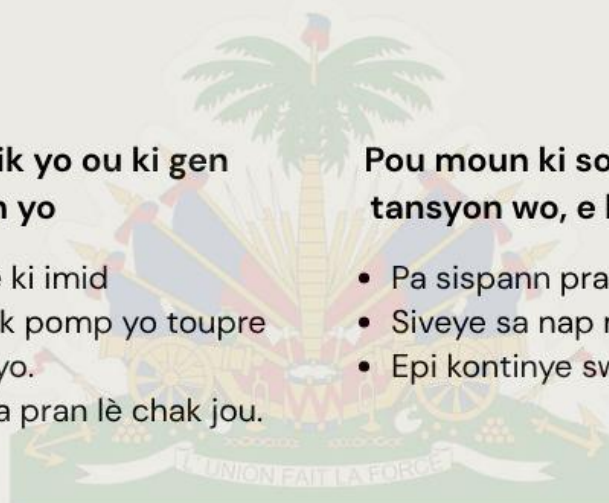 ik yo ou ki gen
yo
ki imid
k pomp yo toupre
yo.
a pran lè chak jou.
Pou moun ki so
tansyon wo, e
Pa sispann pra
Siveye sa nap
Epi kontinye sw
L'UNION FAIT LA FORCE